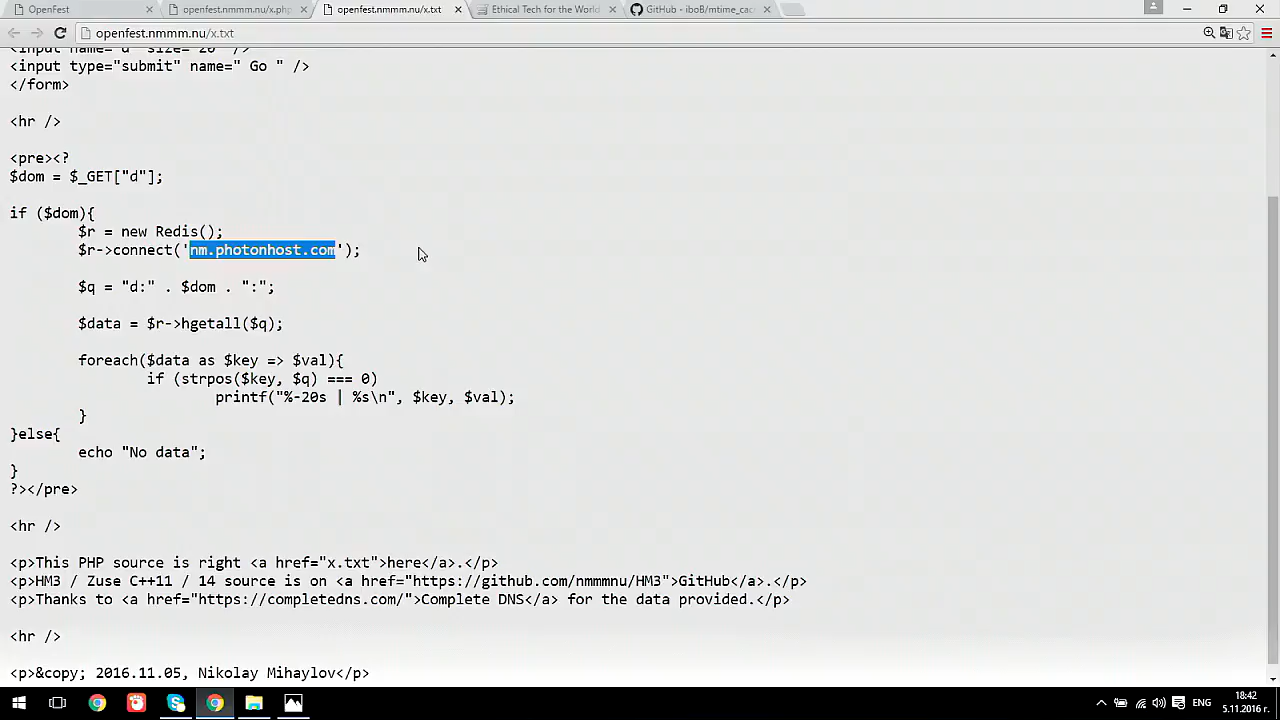 OpenFest
openfest.nmmm.nu/x.php
openfest.nmmm.nu/x.txt
Ethical Tech for the World
GitHub - iboB/mtime_cac
openfest.nmmm.nu/x.txt
<input name="d" size="20" />
<input type="submit" name=" Go " />
</form>
<hr />
<pre><?
$dom = $_GET["d"];
if ($dom){
$r = new Redis();
$r->connect('nm.photonhost.com');
$q = "d:" . $dom . ":";
$data = $r->hgetall($q);
foreach($data as $key => $val){
if (strpos($key, $q) === 0)
printf("%-20s | %s\n", $key, $val);
}
}else{
echo "No data";
}
?></pre>
<hr />
<p>This PHP source is right <a href="x.txt">here</a>.</p>
<p>HM3 / Zuse C++11 / 14 source is on <a href="https://github.com/nmmmnu/HM3">GitHub</a>.</p>
<p>Thanks to <a href="https://completedns.com/">Complete DNS</a> for the data provided.</p>
<hr />
<p>&copy; 2016.11.05, Nikolay Mihaylov</p>
ENG
18:42
5.11.2016 г.